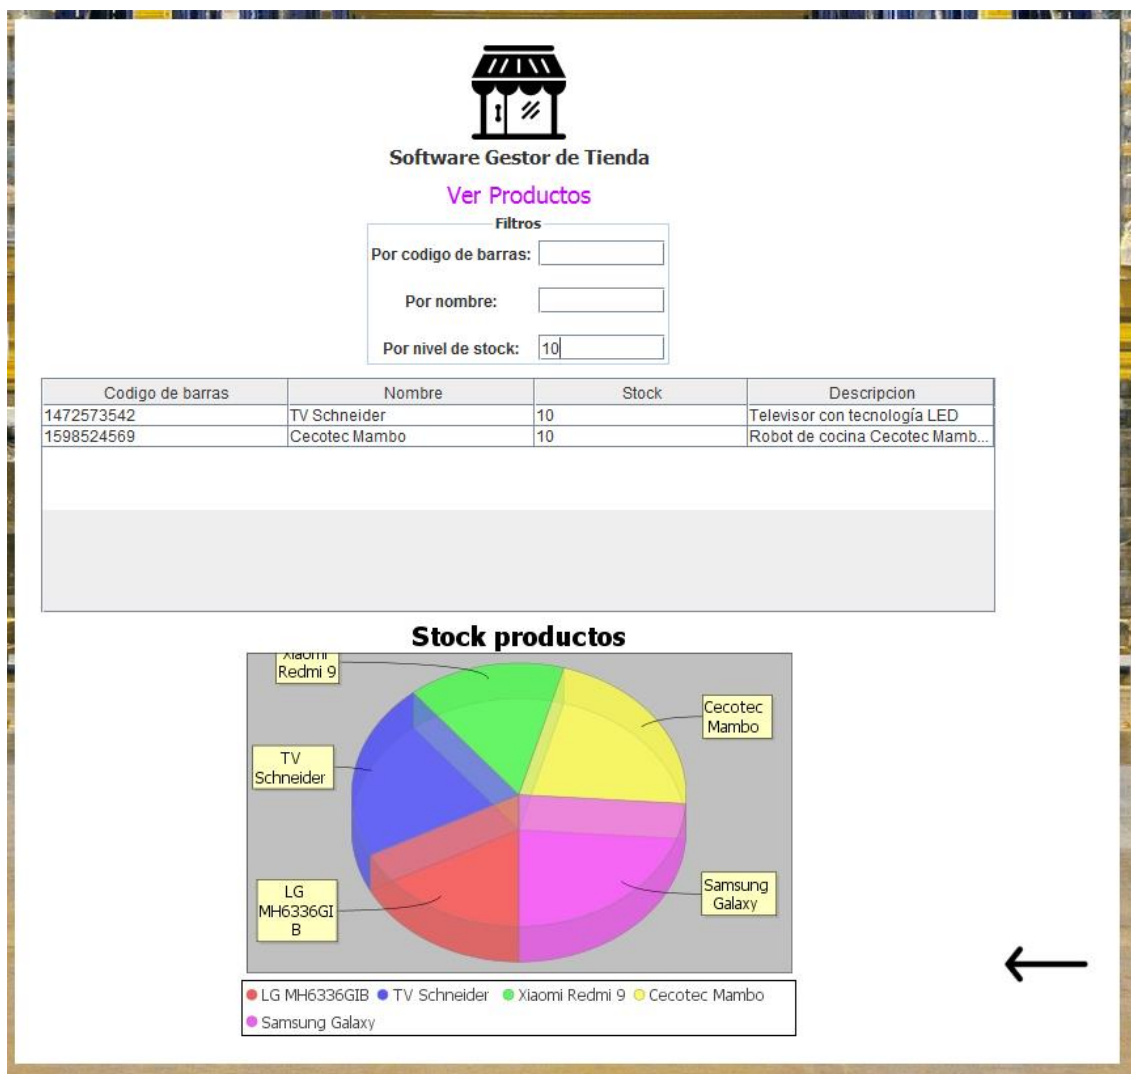 Software Gestor de Tienda
Ver Productos
Filtros
Por codigo de barras:
Por nombre:
Por nivel de stock: 10
Codigo de barras Nombre Stock Descripcion
1472573542 TV Schneider 10 Televisor con tecnología LED
1598524569 Cecotec Mambo 10 Robot de cocina Cecotec Mamb...
Stock productos
Xiaomi
Redmi 9
Cecotec
Mambo
TV
Schneider
LG
MH6336GI
B
Samsung
Galaxy
LG MH6336GIB TV Schneider Xiaomi Redmi 9 Cecotec Mambo
Samsung Galaxy